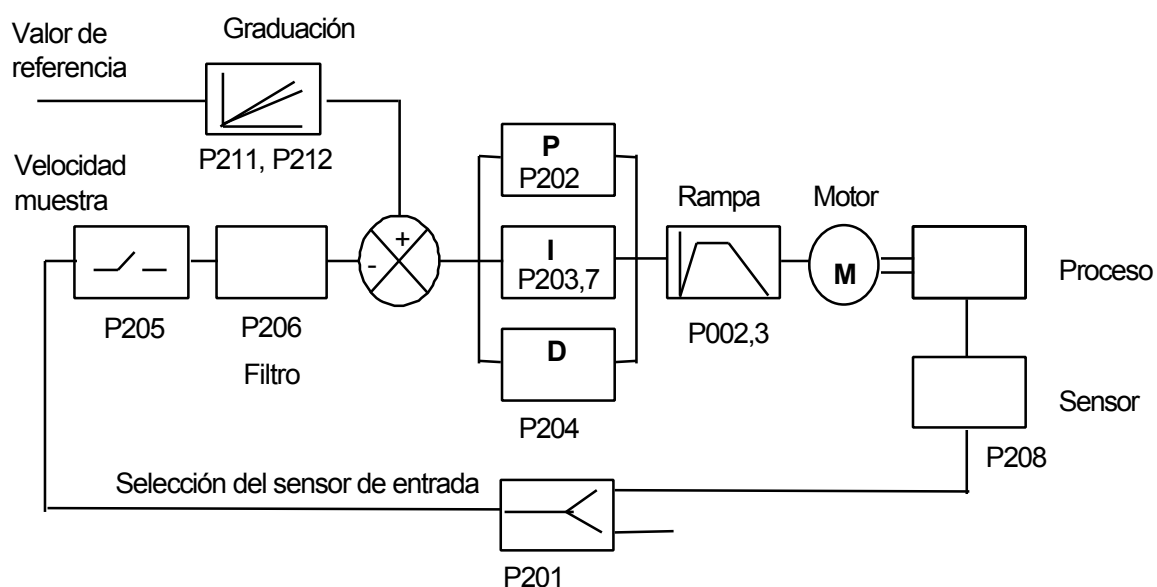 Valor de
referencia
Graduación
P211, P212
Velocidad
muestra
P
P202
Rampa
Motor
+
-
I
P203,7
M
Proceso
P205
P206
P002,3
Filtro
D
Sensor
P204
P208
Selección del sensor de entrada
P201